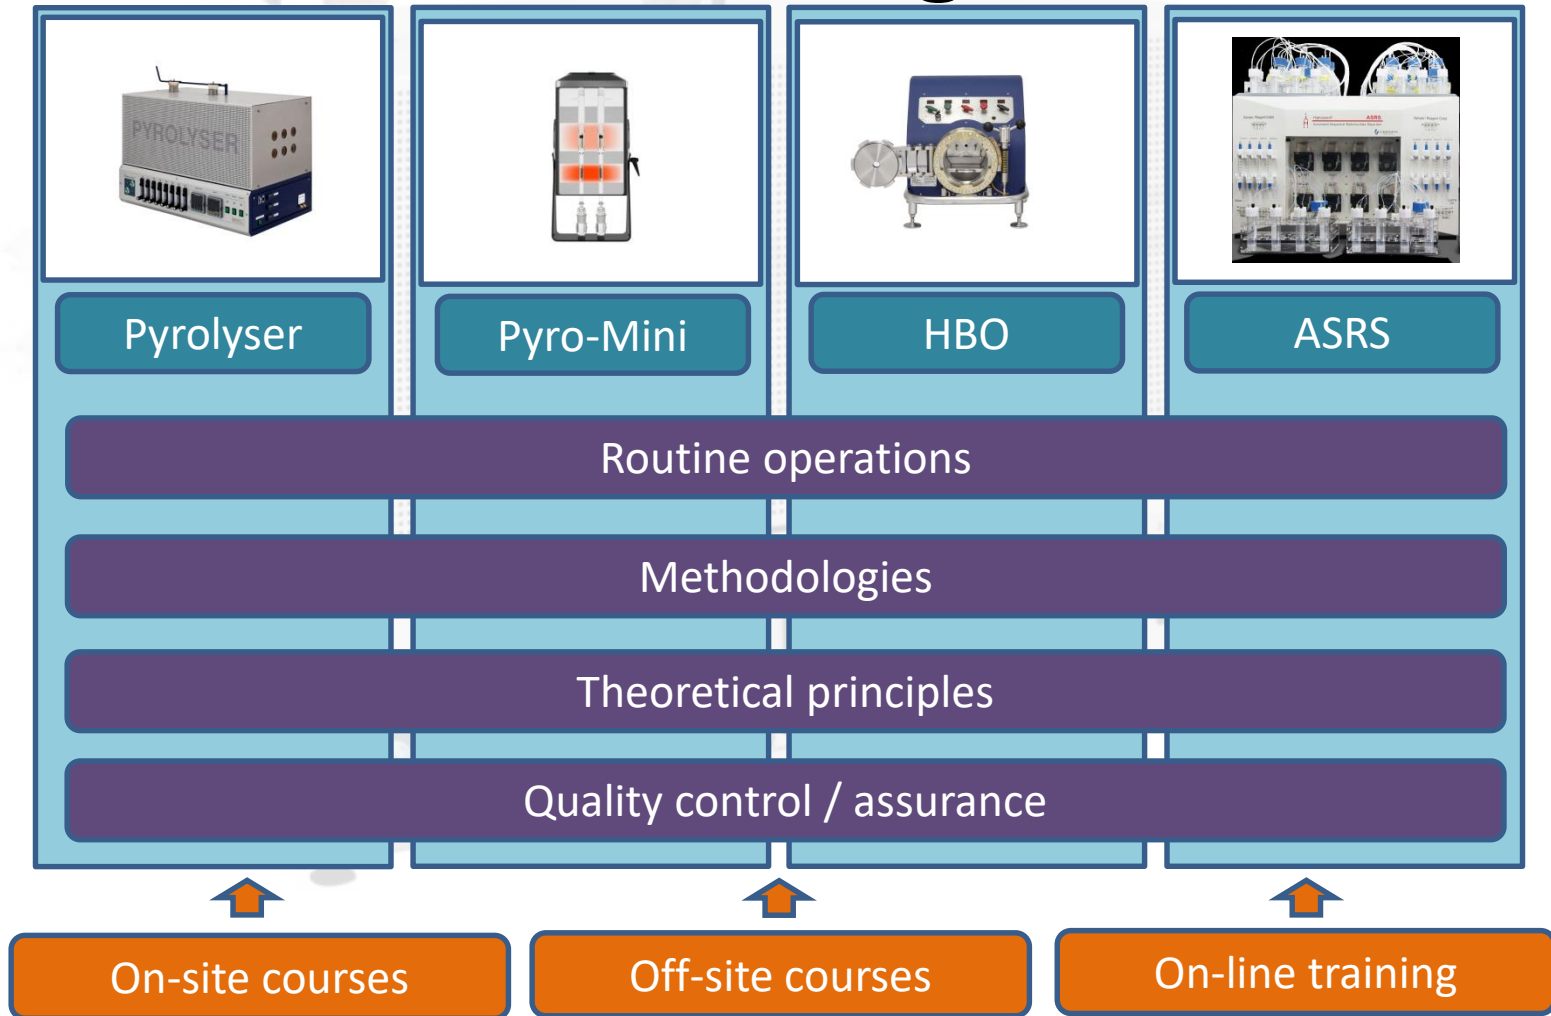 PYROLYSER
ASRS
Pyrolyser
Pyro-Mini
HBO
ASRS
Routine operations
Methodologies
Theoretical principles
Quality control / assurance
On-site courses
Off-site courses
On-line training